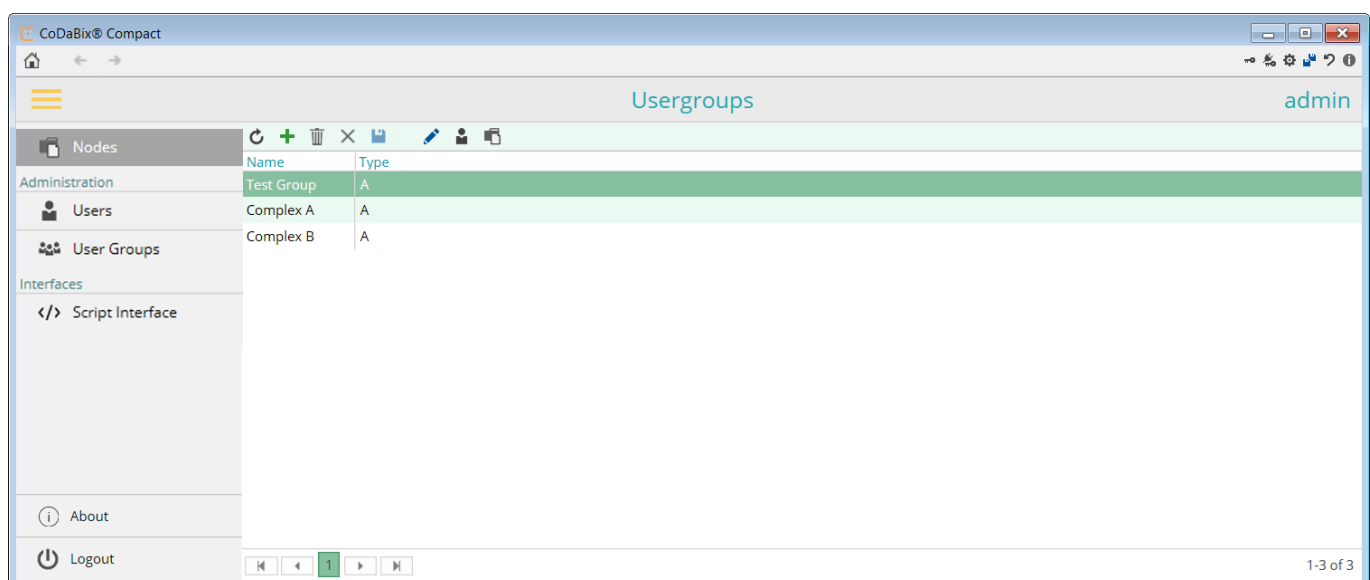 CoDaBix® Compact
Usergroups
admin
Nodes
Administration
Users
User Groups
Interfaces
Script Interface
About
Logout
Name Type
Test Group A
Complex A A
Complex B A
1
1-3 of 3